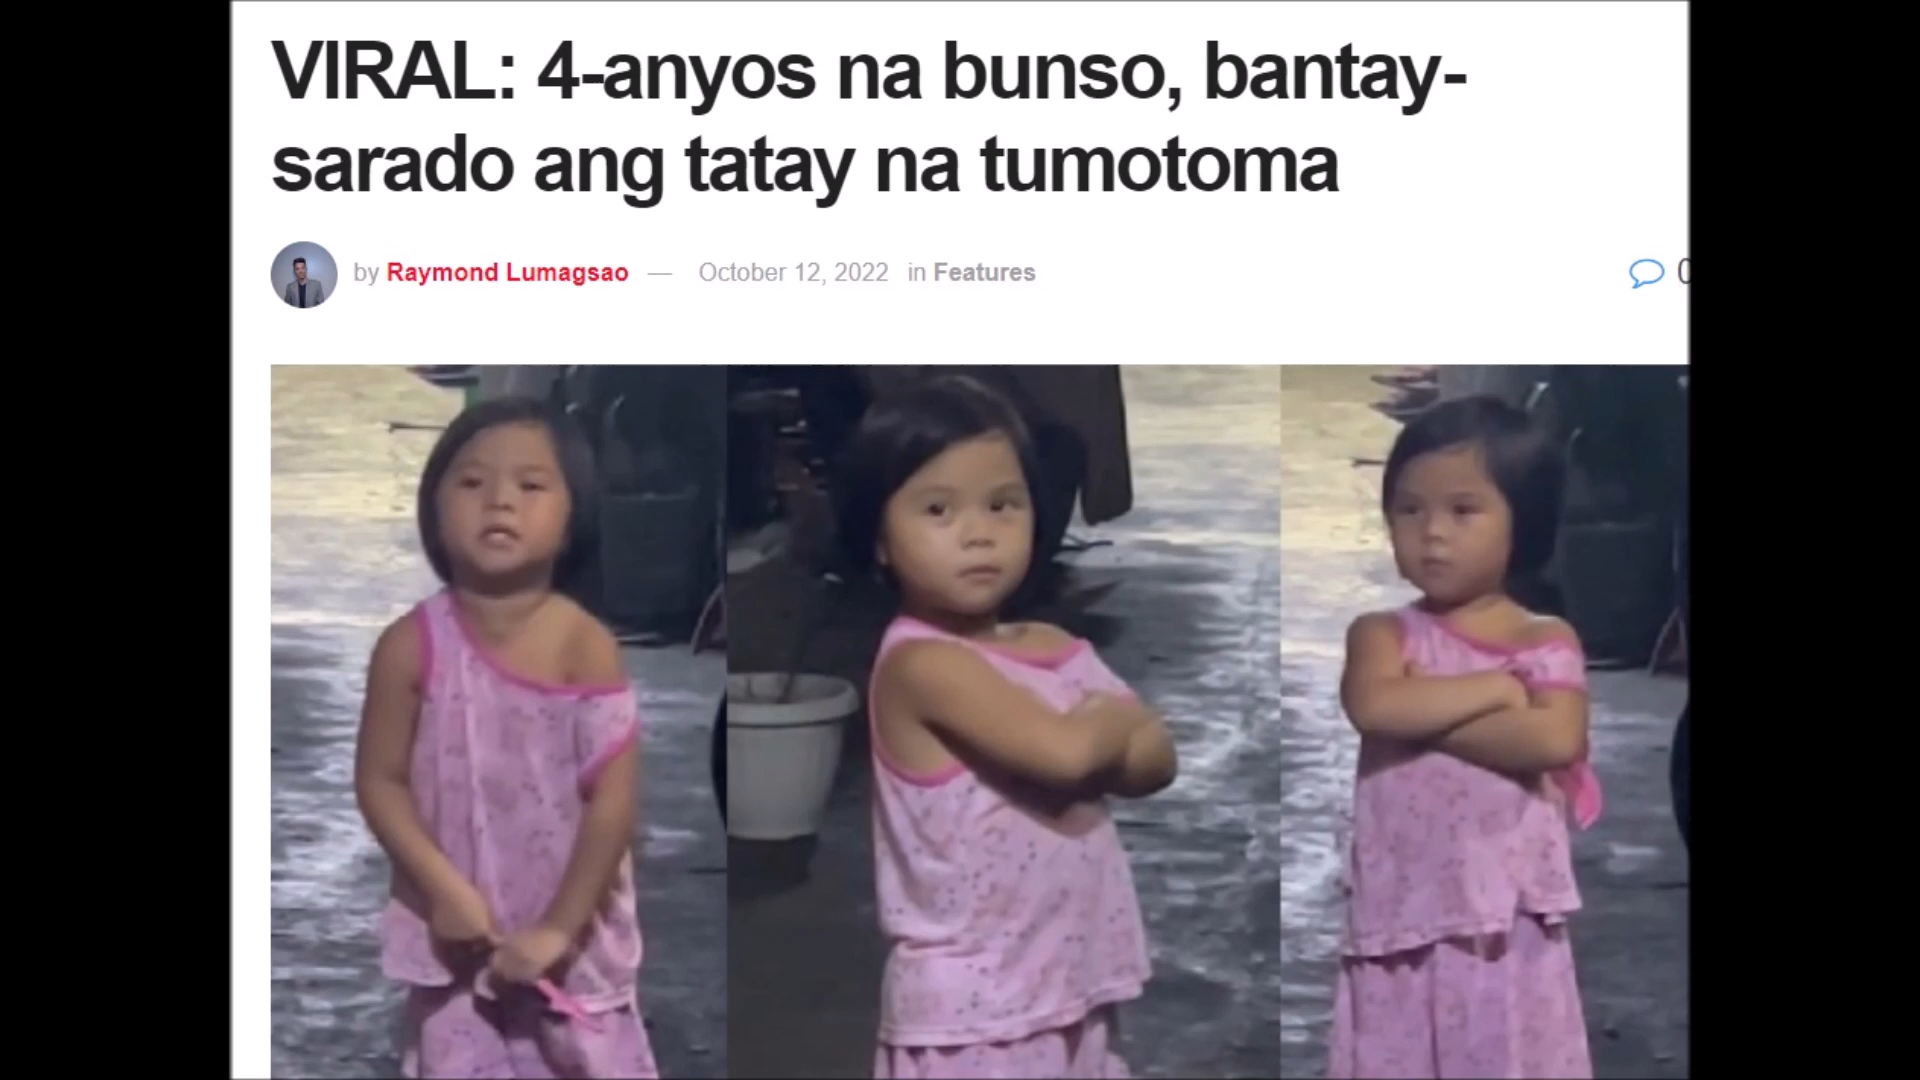 VIRAL: 4-anyos na bunso, bantay-
sarado ang tatay na tumotoma
by Raymond Lumagsao — October 12, 2022 in Features
0